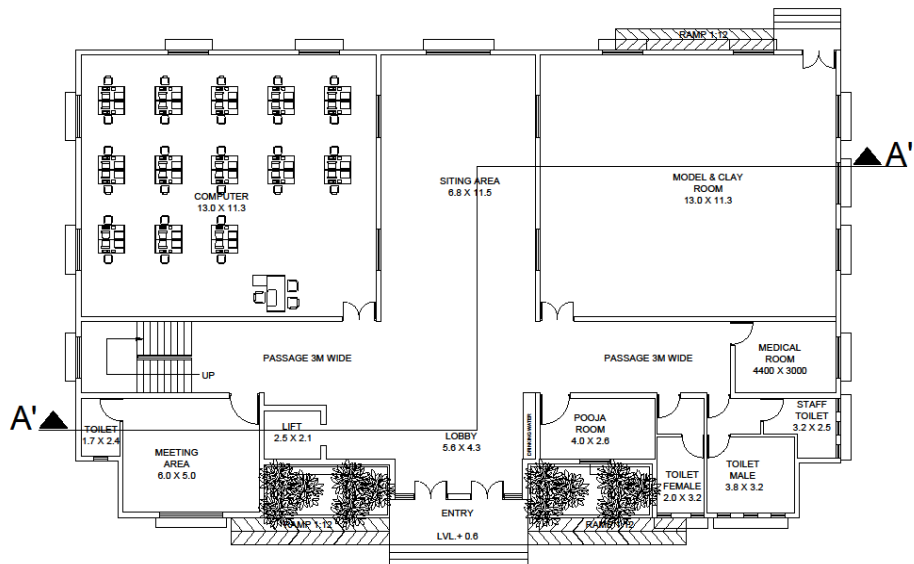 RAMP 1:12
A'
SITING AREA
6.8 X 11.5
MODEL & CLAY
ROOM
13.0 X 11.3
COMPUTER
13.0 X 11.3
PASSAGE 3M WIDE
PASSAGE 3M WIDE
MEDICAL
ROOM
4400 X 3000
UP
A'
TOILET
1.7 X 2.4
LIFT
2.5 X 2.1
LOBBY
5.6 X 4.3
DRINKING WATER
POOJA
ROOM
4.0 X 2.6
STAFF
TOILET
3.2 X 2.5
MEETING
AREA
6.0 X 5.0
TOILET
FEMALE
2.0 X 3.2
TOILET
MALE
3.8 X 3.2
ENTRY
RAMP 1:12
RAMP 1:12
LVL.+ 0.6